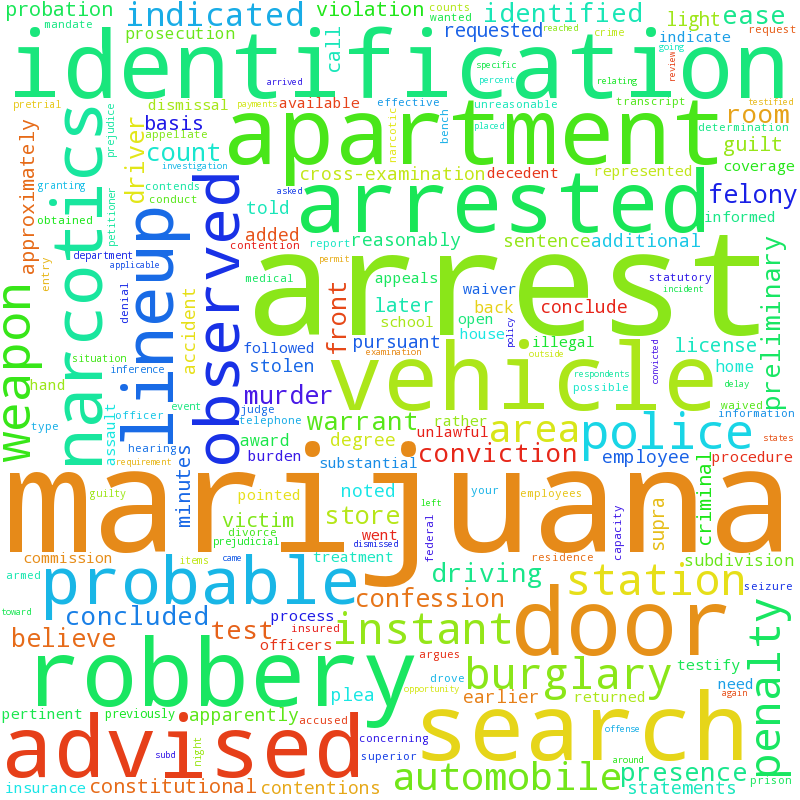 probation
indicated
violation
counts
identified
light
ease
mandate
prosecution
call
requested
wanted
reached
crime
indicate
request
identification
arrived
specific
percent
going
relating
review
pretrial
dismissal
available
effective
unreasonable
transcript
testified
payments
placed
narcotics
prejudice
basis
appellate
apartment
narcotic
bench
room
determination
driver
count
investigation
guilt
approximately
cross-examination
decedent
represented
coverage
granting
contends
asked
arrested
felony
petitioner
conduct
obtained
told
informed
lineup
observed
added
contention
report
reasonably
sentence
additional
preliminary
department
applicable
permit
arrest
entry
medical
appeals
statutory
incident
weapon
denial
accident
front
later
waiver
back
conclude
school
open
house
policy
license
situation
followed
pursuant
illegal
home
examination
outside
convicted
inference
stolen
vehicle
respondents
possible
delay
hand
murder
waived
type
officer
event
judge
telephone
warrant
rather
area
police
information
assault
hearing
award
degree
unlawful
states
requirement
burden
minutes
substantial
conviction
employee
procedure
criminal
marijuana
guilty
pointed
noted
left
your
employees
supra
victim
store
divorce
prejudicial
went
dismissed
federal
capacity
commission
items
came
treatment
residence
subdivision
armed
probable
driving
station
seizure
confession
toward
concluded
process
instant
door
penalty
believe
test
insured
officers
argues
robbery
plea
drove
burglary
testify
opportunity
earlier
returned
need
again
pertinent
previously
apparently
accused
search
offense
advised
subd
night
concerning
superior
around
automobile
presence
prison
insurance
constitutional
contentions
statements